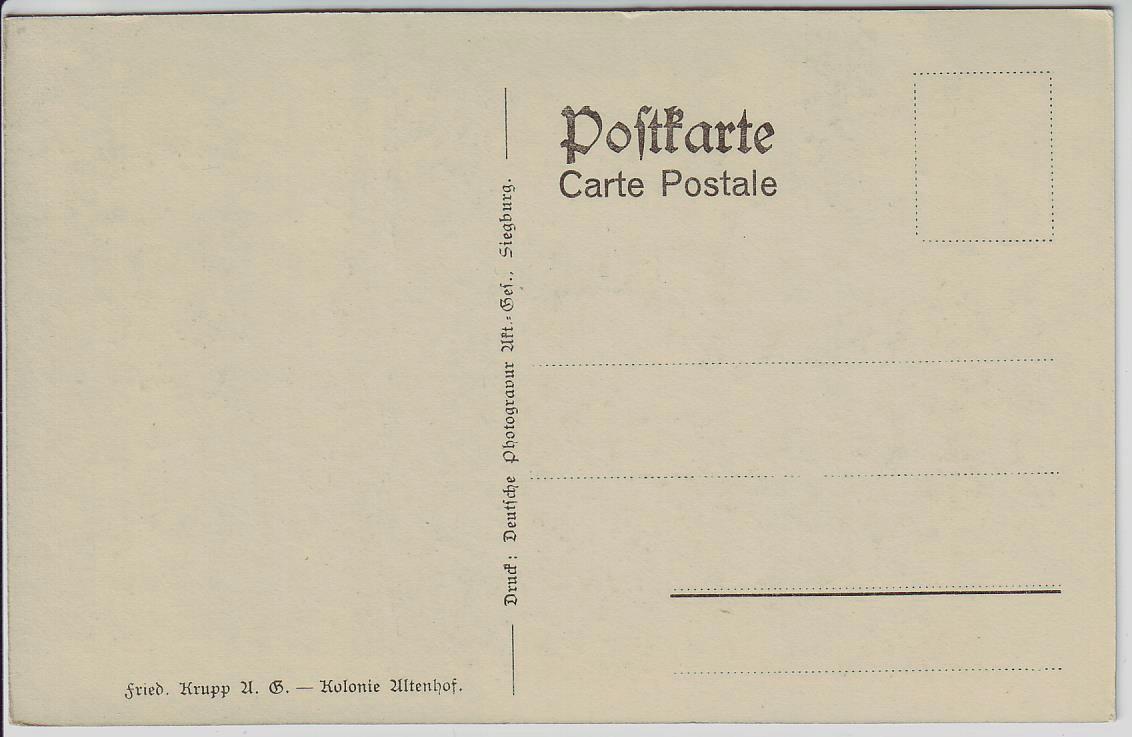 Postkarte
Carte Postale
Druck: Deutsche Photogravur Akt.-Ges., Siegburg.
Fried. Krupp A. G. — Kolonie Altenhof.